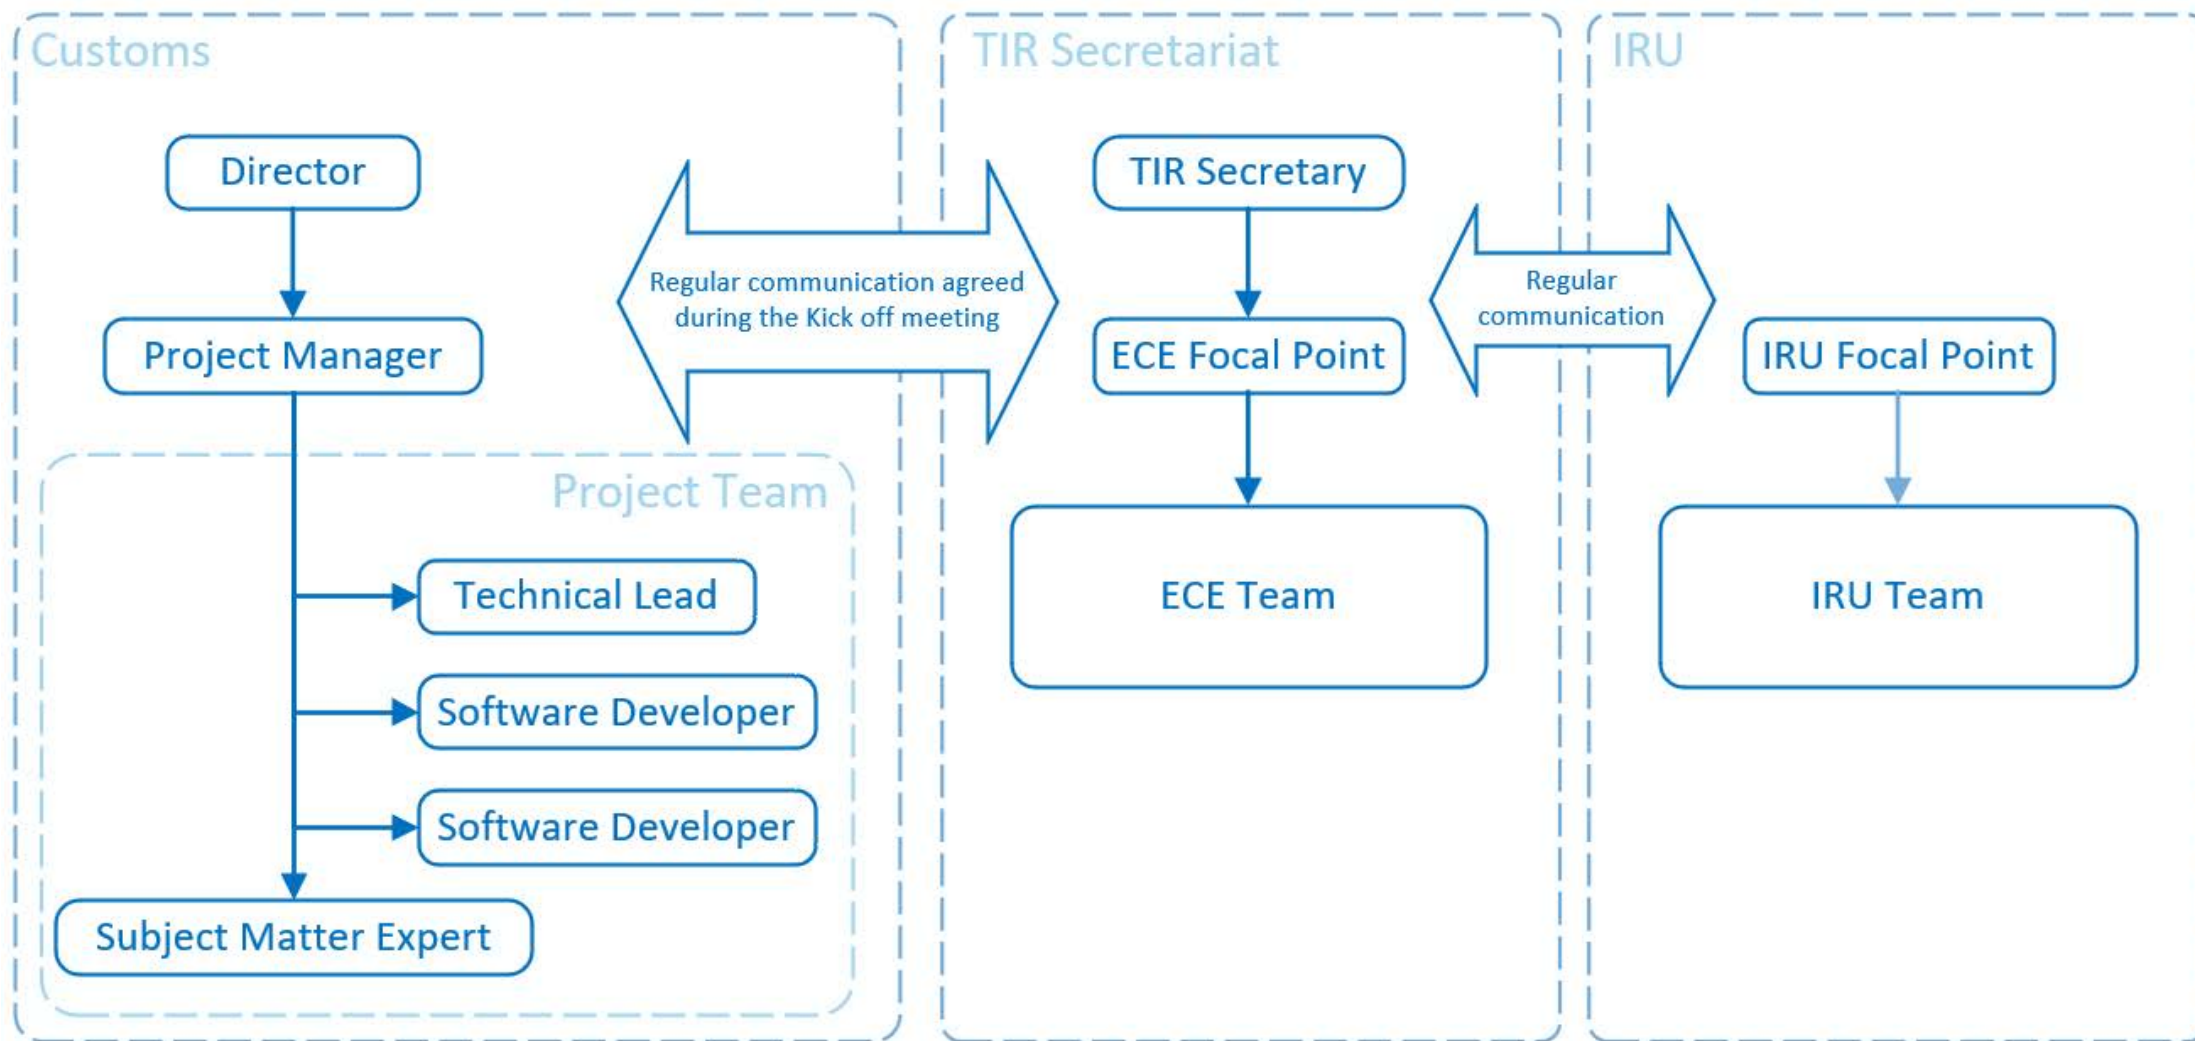 Customs
Director
Project Manager
Project Team
Technical Lead
Software Developer
Software Developer
Subject Matter Expert
Regular communication agreed
during the Kick off meeting
TIR Secretariat
TIR Secretary
ECE Focal Point
ECE Team
Regular
communication
IRU
IRU Focal Point
IRU Team